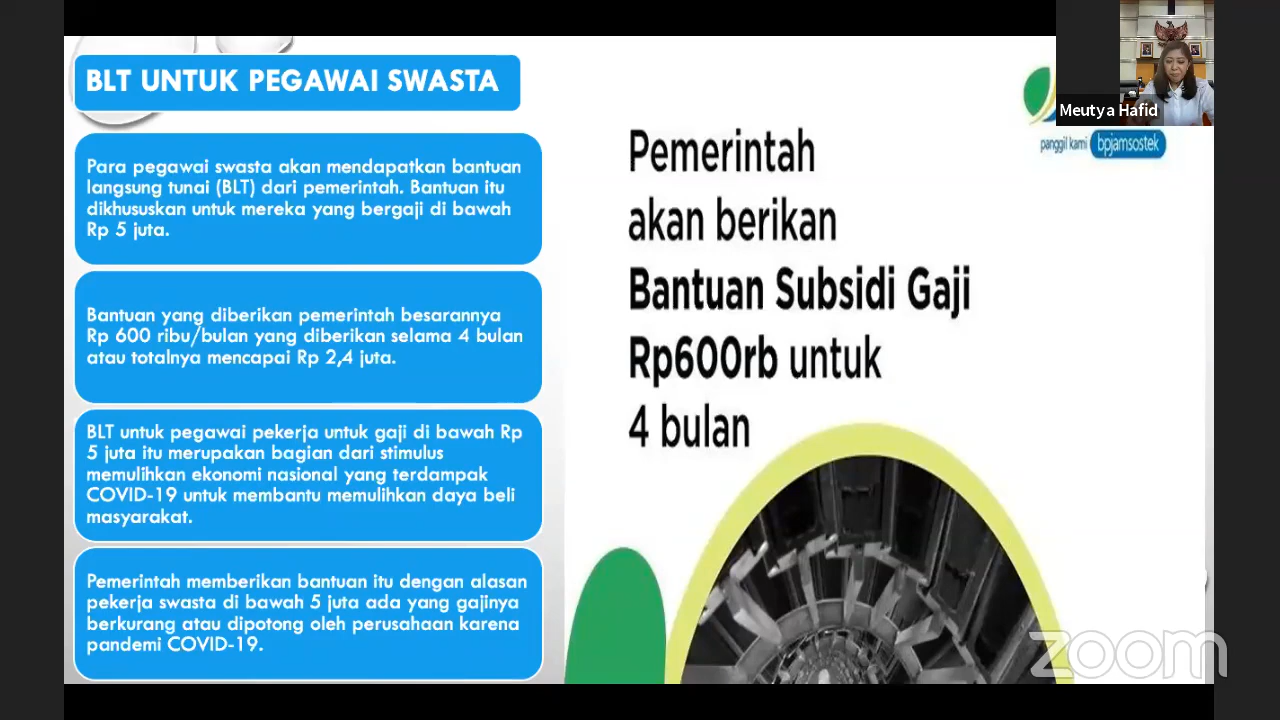 BLT UNTUK PEGAWAI SWASTA
Para pegawai swasta akan mendapatkan bantuan
langsung tunai (BLT) dari pemerintah. Bantuan itu
dikhususkan untuk mereka yang bergaji di bawah
Rp 5 juta.
Bantuan yang diberikan pemerintah besarannya
Rp 600 ribu/bulan yang diberikan selama 4 bulan
atau totalnya mencapai Rp 2,4 juta.
BLT untuk pegawai pekerja untuk gaji di bawah Rp
5 juta itu merupakan bagian dari stimulus
memulihkan ekonomi nasional yang terdampak
COVID-19 untuk membantu memulihkan daya beli
masyarakat.
Pemerintah memberikan bantuan itu dengan alasan
pekerja swasta di bawah 5 juta ada yang gajinya
berkurang atau dipotong oleh perusahaan karena
pandemi COVID-19.
Pemerintah
akan berikan
Bantuan Subsidi Gaji
Rp600rb untuk
4 bulan
Meutya Hafid
panggil kami bpjamsostek
zoom